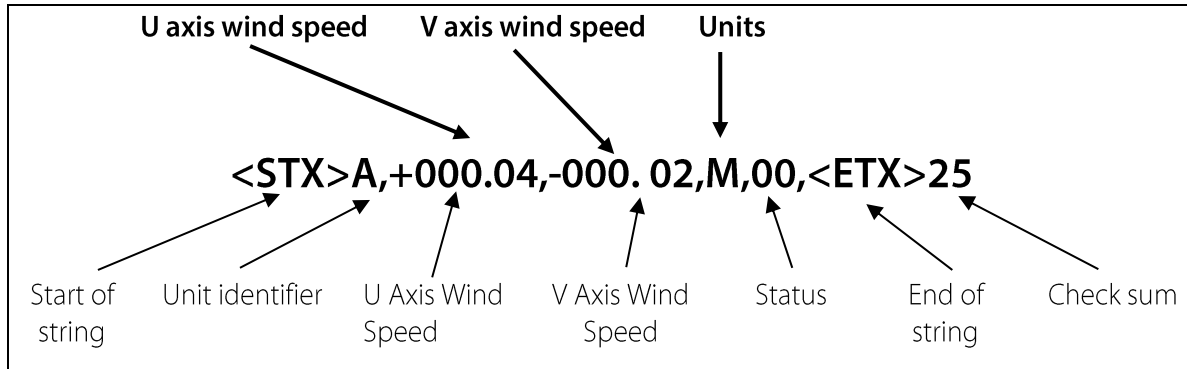 U axis wind speed V axis wind speed Units
<STX>A,+000.04,-000. 02,M,00,<ETX>25
Start of Unit identifier U Axis Wind V Axis Wind Status End of Check sum
string Speed Speed string